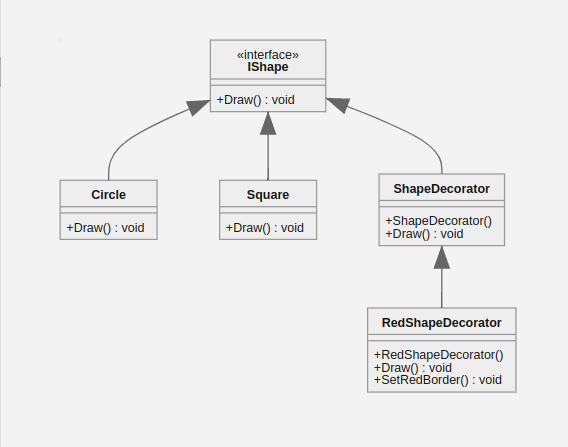 «interface»
IShape
+Draw() : void
Circle
+Draw() : void
Square
+Draw() : void
ShapeDecorator
+ShapeDecorator()
+Draw() : void
RedShapeDecorator
+RedShapeDecorator()
+Draw() : void
+SetRedBorder() : void